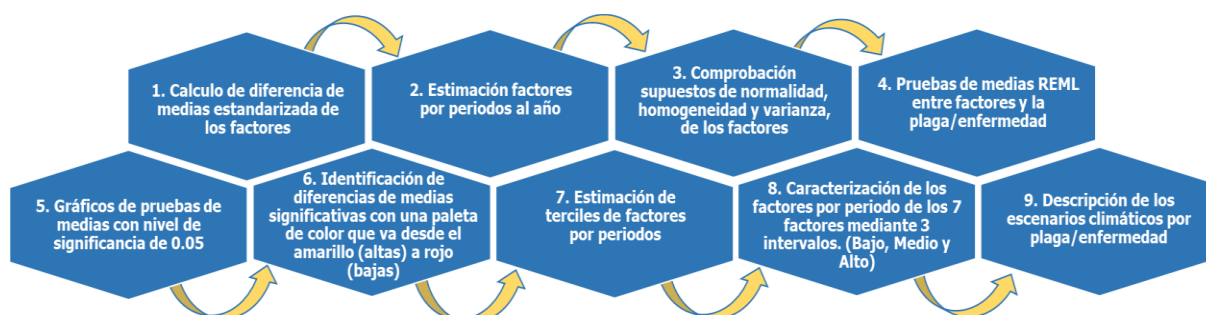 1. Calculo de diferencia de
medias estandarizada de
los factores
2. Estimación factores
por periodos al año
3. Comprobación
supuestos de normalidad,
homogeneidad y varianza,
de los factores
4. Pruebas de medias REML
entre factores y la
plaga/enfermedad
5. Gráficos de pruebas de
medias con nivel de
significancia de 0.05
6. Identificación de
diferencias de medias
significativas con una paleta
de color que va desde el
amarillo (altas) a rojo
(bajas)
7. Estimación de
terciles de factores
por periodos
8. Caracterización de los
factores por periodo de los 7
factores mediante 3
intervalos. (Bajo, Medio y
Alto)
9. Descripción de los
escenarios climáticos por
plaga/enfermedad